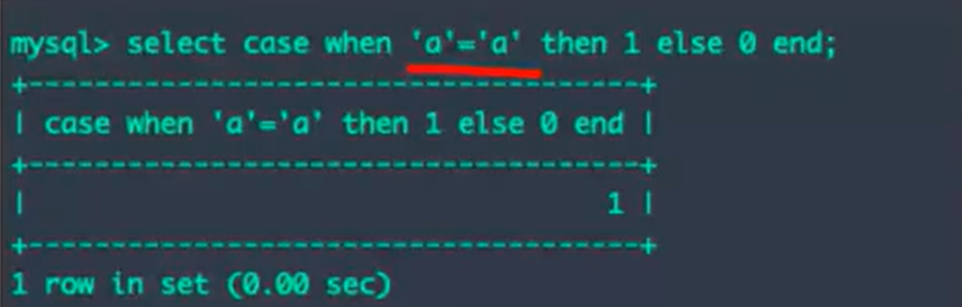 mysql> select case when 'a'='a' then 1 else 0 end;
+--------------------------------------+
| case when 'a'='a' then 1 else 0 end |
+--------------------------------------+
| 1 |
+--------------------------------------+
1 row in set (0.00 sec)